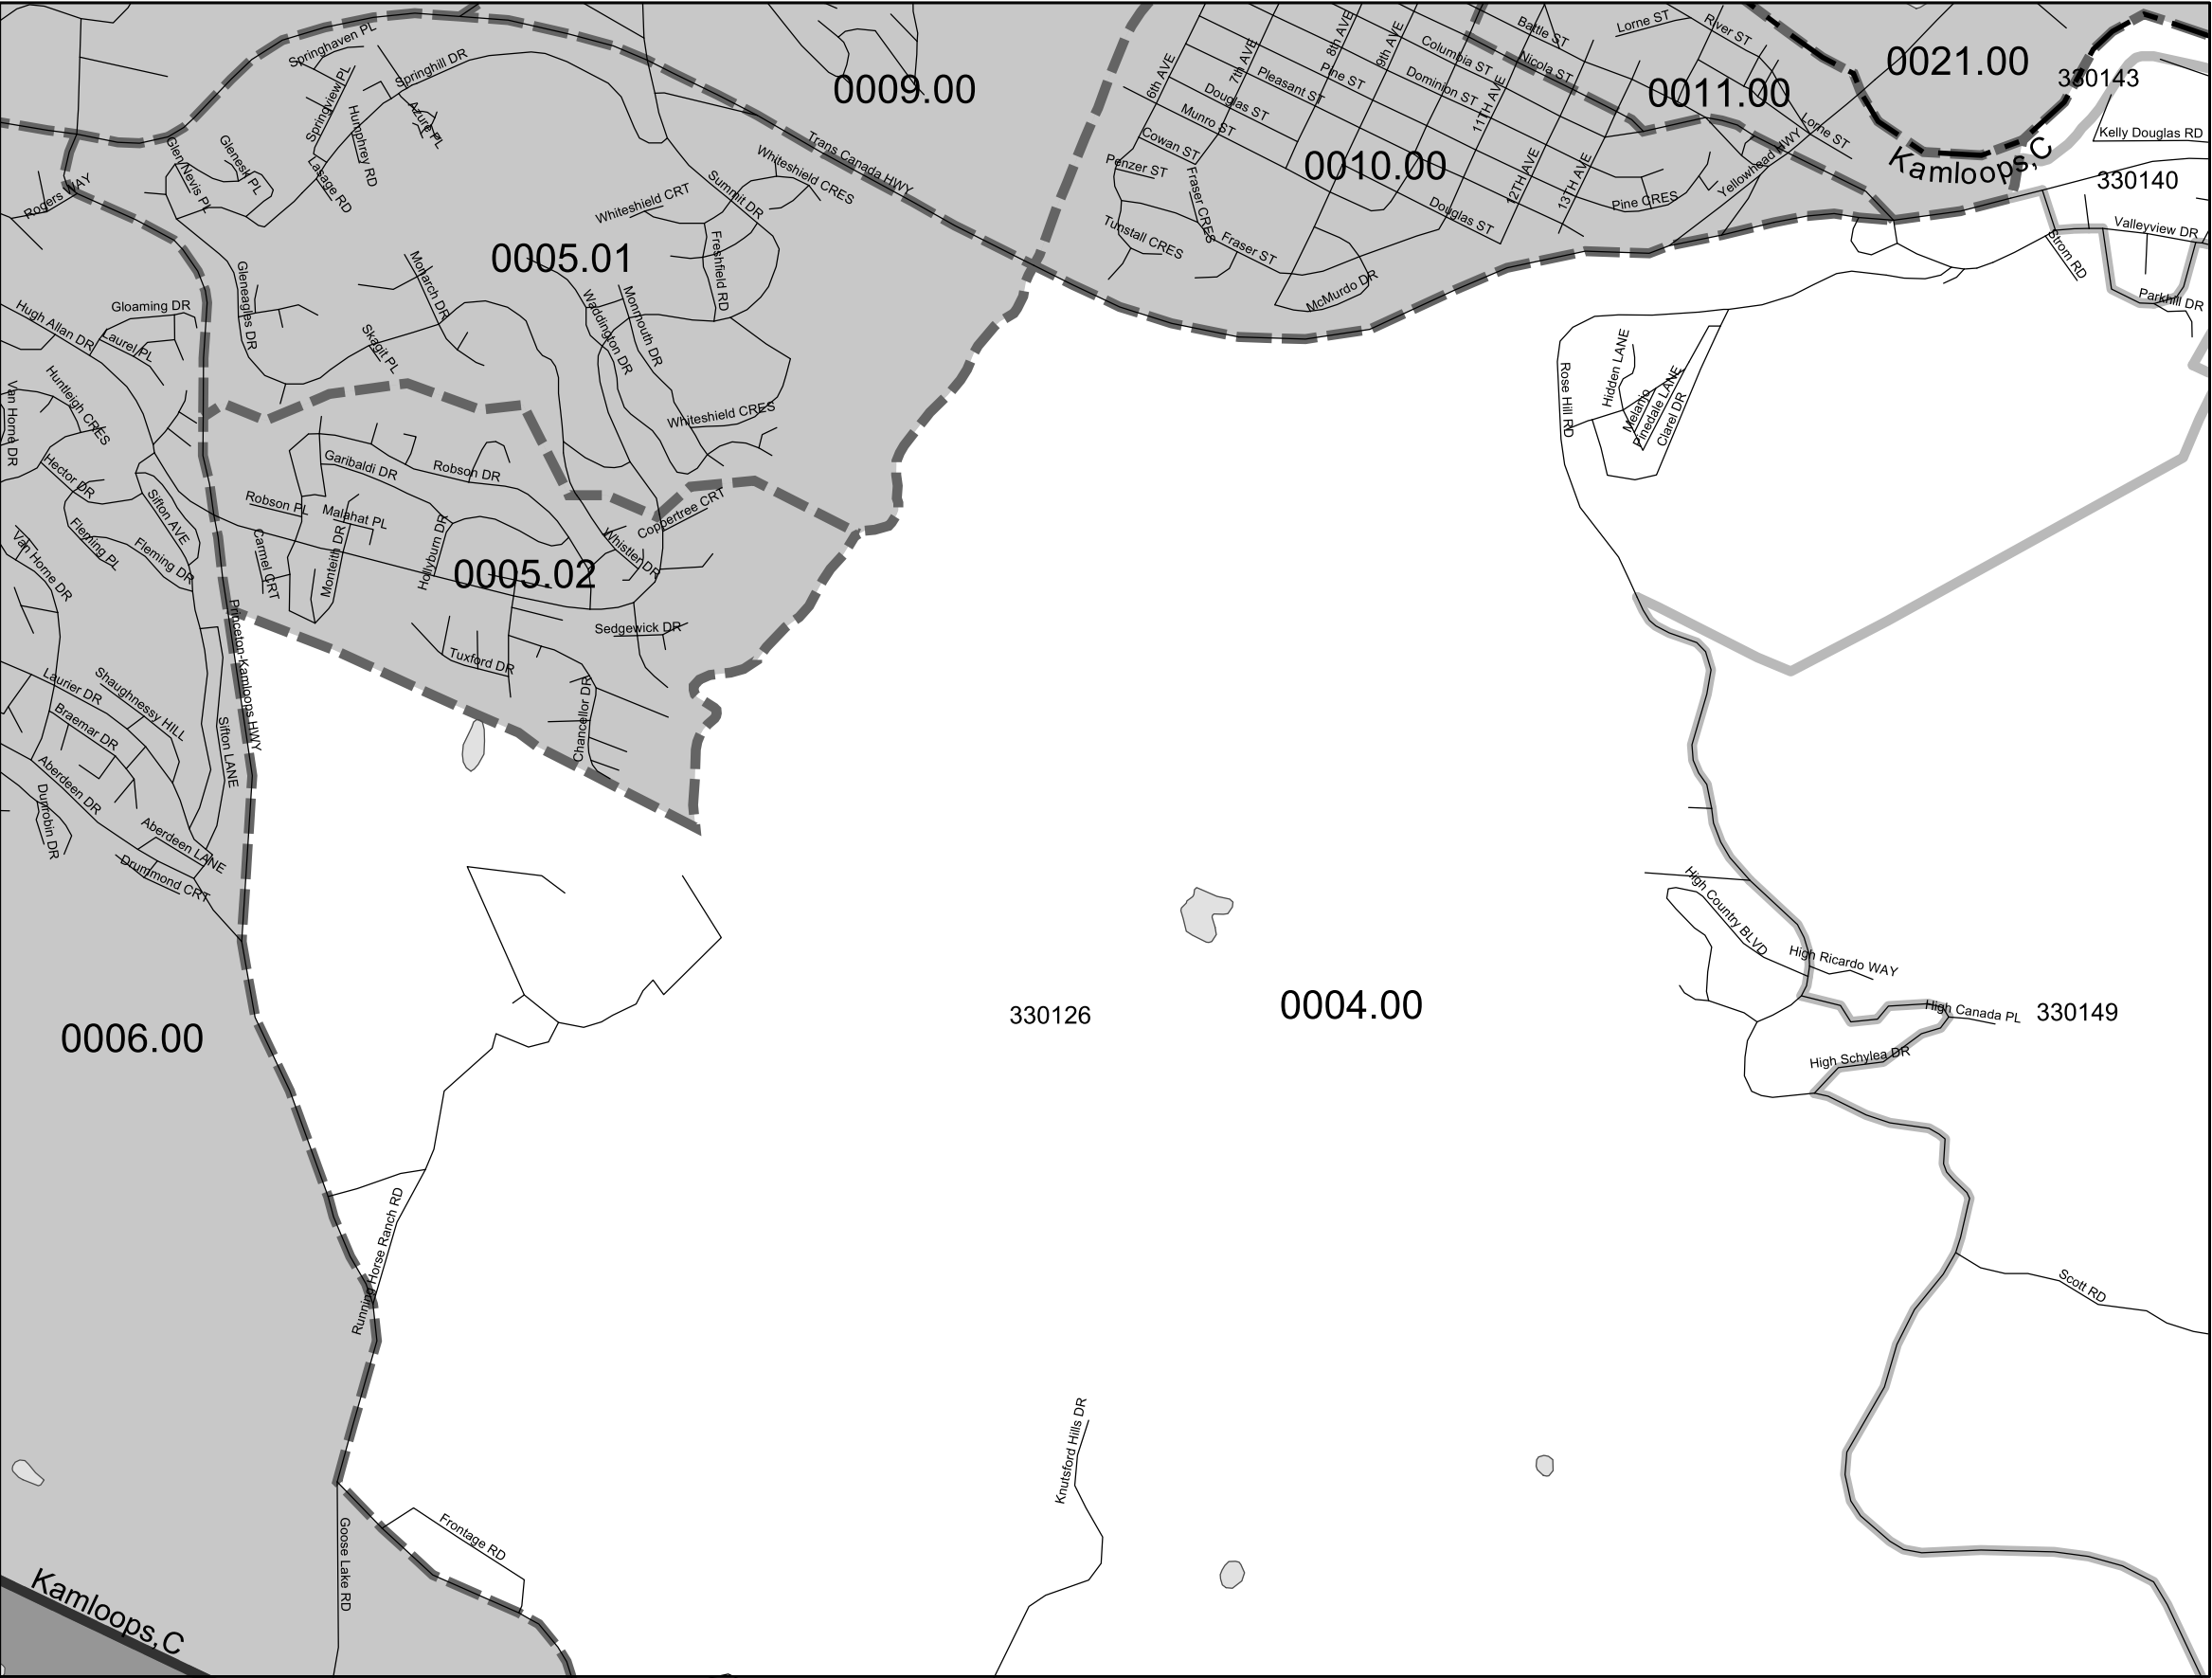 Springhaven PL
Springhill DR
Springview PL
Humphrey RD
Azure PL
0009.00
6th AVE
7th AVE
8th AVE
9th AVE
Columbia ST
Battle ST
Nicola ST
Lorne ST
River ST
0021.00
330143
0011.00
Pine ST
Dominion ST
11TH AVE
Pleasant ST
Douglas ST
Munro ST
Lorne ST
Kelly Douglas RD
Kamloops,C
Glen Nevis PL
Glenesk PL
Lasage RD
Rogers WAY
Trans Canada HWY
Whiteshield CRES
Whiteshield CRT
Summit DR
Cowan ST
Penzer ST
Fraser CRES
0010.00
12TH AVE
13TH AVE
Pine CRES
Yellowhead HWY
330140
Valleyview DR
Strom RD
Parkhill DR
Tunstall CRES
Fraser ST
Douglas ST
McMurdo DR
0005.01
Freshfield RD
Monarch DR
Gleneagles DR
Waddington DR
Monmouth DR
Skagit PL
Hugh Allan DR
Gloaming DR
Laurel PL
Huntleigh CRES
Van Horne DR
Whiteshield CRES
Rose Hill RD
Hidden LANE
Melanjo
Pinedale LANE
Clarel DR
Hector DR
Sifton AVE
Fleming PL
Fleming DR
Van Horne DR
Garibaldi DR
Robson DR
Robson PL
Malahat PL
Carmel CRT
Monteith DR
Hollyburn DR
Whistler DR
Coppertree CRT
0005.02
Sedgewick DR
Tuxford DR
Chancellor DR
Princeton-Kamloops HWY
Sifton LANE
Laurier DR
Shaughnessy HILL
Braemar DR
Aberdeen DR
Dunrobin DR
Aberdeen LANE
Drummond CRT
High Country BLVD
High Ricardo WAY
High Canada PL
330149
High Schylea DR
0006.00
330126
0004.00
Running Horse Ranch RD
Scott RD
Knutsford Hills DR
Goose Lake RD
Frontage RD
Kamloops,C